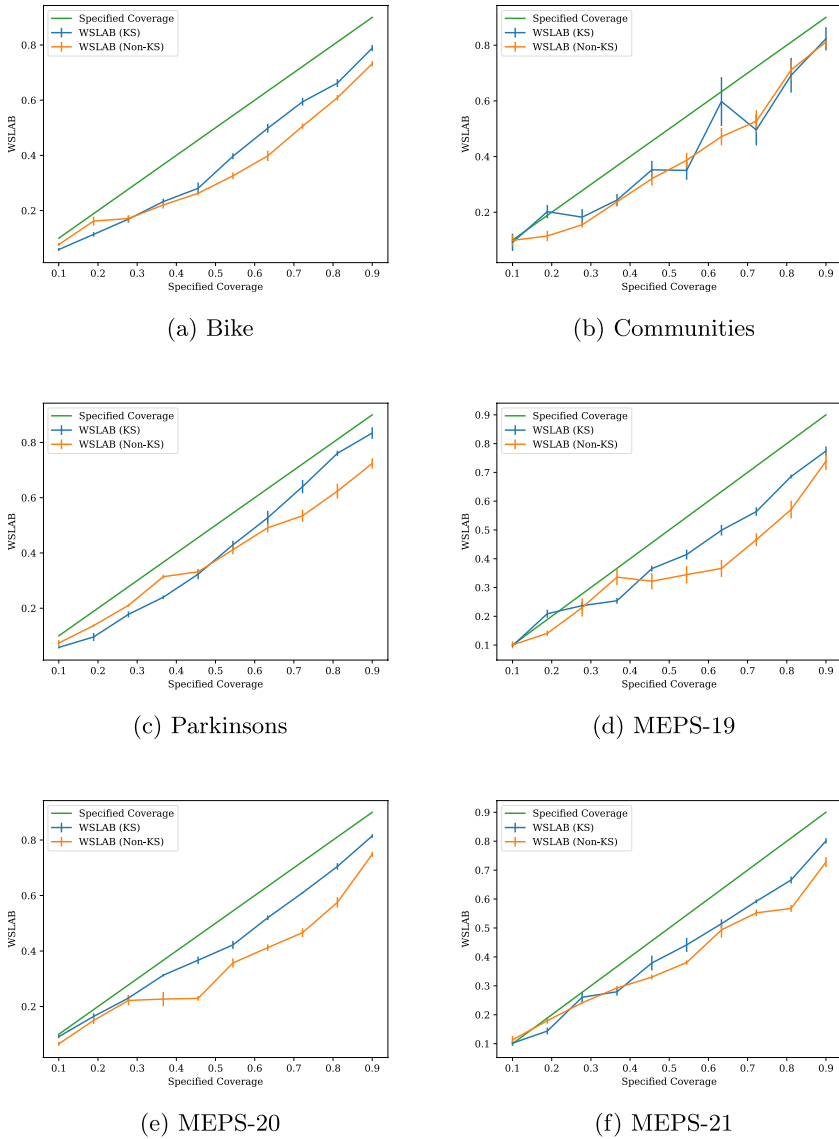 Specified Coverage
WSLAB (KS)
WSLAB (Non-KS)
WSLAB
0.8
0.6
0.4
0.2
0.1 0.2 0.3 0.4 0.5 0.6 0.7 0.8 0.9
Specified Coverage
(a) Bike
Specified Coverage
WSLAB (KS)
WSLAB (Non-KS)
WSLAB
0.8
0.6
0.4
0.2
0.1 0.2 0.3 0.4 0.5 0.6 0.7 0.8 0.9
Specified Coverage
(b) Communities
Specified Coverage
WSLAB (KS)
WSLAB (Non-KS)
WSLAB
0.8
0.6
0.4
0.2
0.1 0.2 0.3 0.4 0.5 0.6 0.7 0.8 0.9
Specified Coverage
(c) Parkinsons
Specified Coverage
WSLAB (KS)
WSLAB (Non-KS)
WSLAB
0.9
0.8
0.7
0.6
0.5
0.4
0.3
0.2
0.1
0.1 0.2 0.3 0.4 0.5 0.6 0.7 0.8 0.9
Specified Coverage
(d) MEPS-19
Specified Coverage
WSLAB (KS)
WSLAB (Non-KS)
WSLAB
0.8
0.6
0.4
0.2
0.1 0.2 0.3 0.4 0.5 0.6 0.7 0.8 0.9
Specified Coverage
(e) MEPS-20
Specified Coverage
WSLAB (KS)
WSLAB (Non-KS)
WSLAB
0.9
0.8
0.7
0.6
0.5
0.4
0.3
0.2
0.1
0.1 0.2 0.3 0.4 0.5 0.6 0.7 0.8 0.9
Specified Coverage
(f) MEPS-21